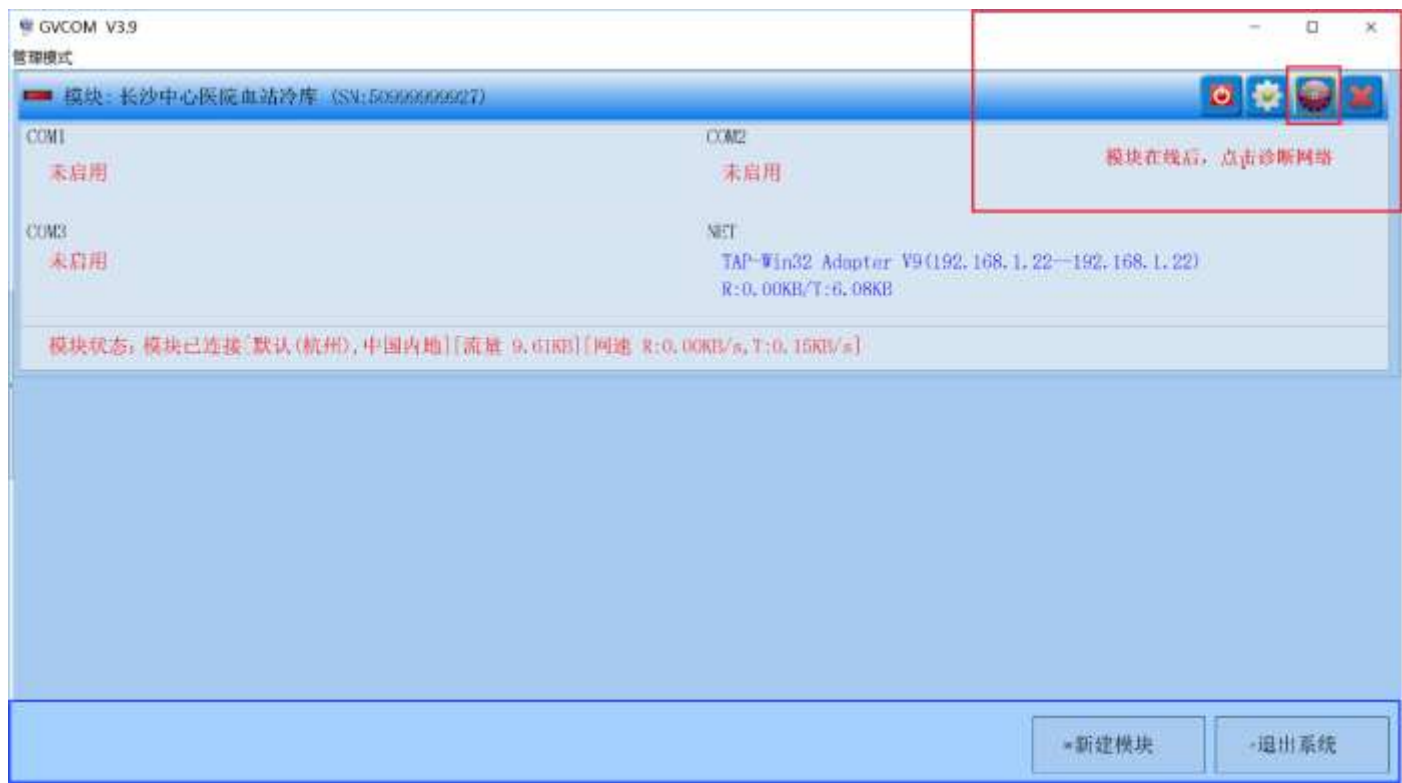 GVCOM V3.9
管理模式
模块: 长沙中心医院血站冷库 (SN:50999999927)
COM1
未启用
COM2
未启用
模块在线后，点击诊断网络
COM3
未启用
NET
TAP-Win32 Adapter V9(192.168.1.22--192.168.1.22)
R:0.00KB/T:6.08KB
模块状态: 模块已连接[默认(杭州),中国内地][流量 9.61KB][网速 R:0.00KB/s,T:0.15KB/s]
新建模块
退出系统